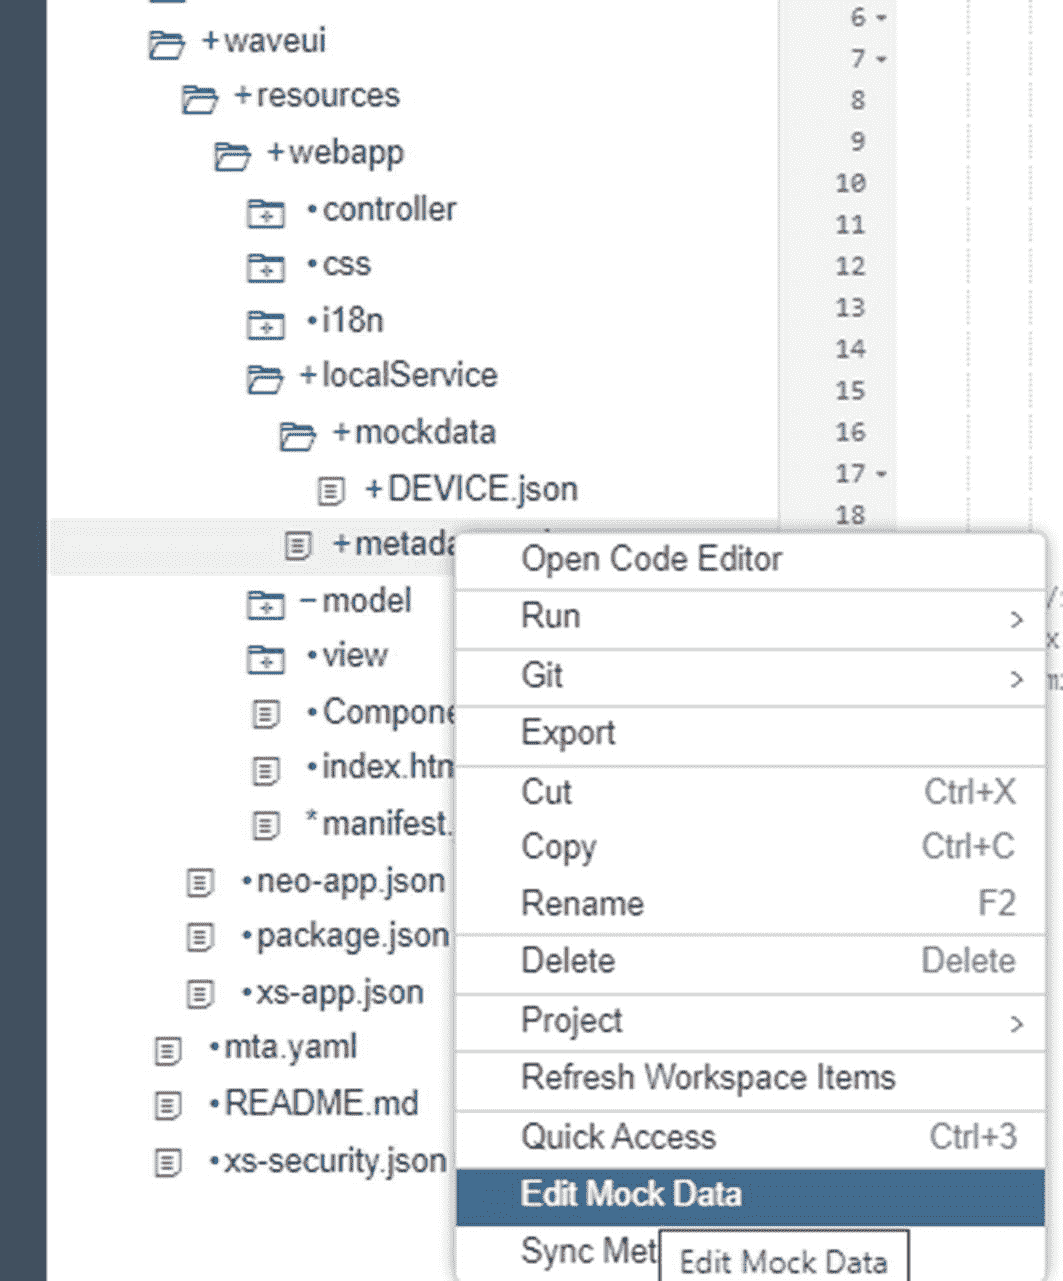 +waveui
+resources
+webapp
•controller
•css
•i18n
+localService
+mockdata
+DEVICE.json
+metada
−model
•view
•Compone
•index.htm
*manifest.
•neo-app.json
•package.json
•xs-app.json
•mta.yaml
•README.md
•xs-security.json
6
7
8
9
10
11
12
13
14
15
16
17
18
Open Code Editor
Run >
Git >
Export
Cut Ctrl+X
Copy Ctrl+C
Rename F2
Delete Delete
Project >
Refresh Workspace Items
Quick Access Ctrl+3
Edit Mock Data
Sync Met
Edit Mock Data